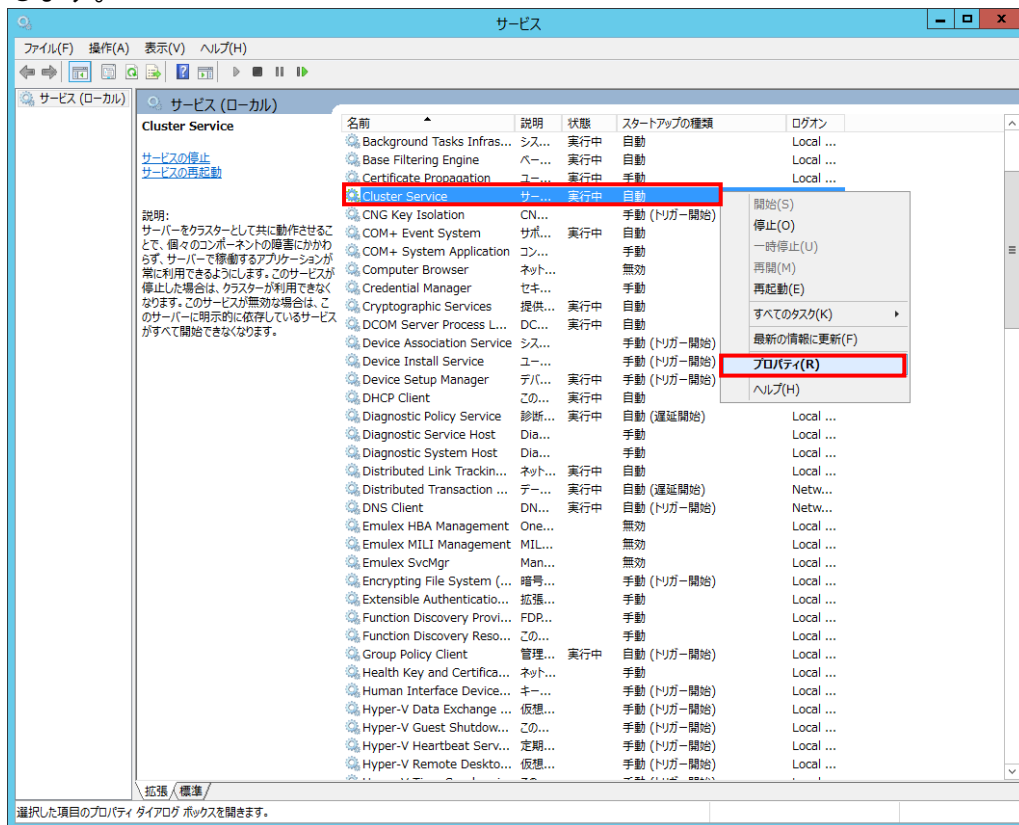 サービス
ファイル(F) 操作(A) 表示(V) ヘルプ(H)
サービス (ローカル)
サービス (ローカル)
Cluster Service
サービスの停止
サービスの再起動
説明:
サーバーをクラスターとして共に動作させるこ
とで、個々のコンポーネントの障害にかかわ
らず、サーバーで稼働するアプリケーションが
常に利用できるようにします。このサービスが
停止した場合は、クラスターが利用できなく
なります。このサービスが無効な場合は、こ
のサーバーに明示的に依存しているサービス
がすべて開始できなくなります。
名前 説明 状態 スタートアップの種類 ログオン
Background Tasks Infras... シス... 実行中 自動 Local ...
Base Filtering Engine ベー... 実行中 自動 Local ...
Certificate Propagation ユー... 実行中 手動 Local ...
Cluster Service サー... 実行中 自動
CNG Key Isolation CN... 手動 (トリガー開始)
COM+ Event System サポ... 実行中 自動
COM+ System Application コン... 手動
Computer Browser ネット... 無効
Credential Manager セキ... 手動
Cryptographic Services 提供... 実行中 自動
DCOM Server Process L... DC... 実行中 自動
Device Association Service シス... 手動 (トリガー開始)
Device Install Service ユー... 手動 (トリガー開始)
Device Setup Manager デバ... 実行中 手動 (トリガー開始)
DHCP Client この... 実行中 自動
Diagnostic Policy Service 診断... 実行中 自動 (遅延開始) Local ...
Diagnostic Service Host Dia... 手動 Local ...
Diagnostic System Host Dia... 手動 Local ...
Distributed Link Trackin... ネット... 実行中 自動 Local ...
Distributed Transaction ... デー... 実行中 自動 (遅延開始) Netw...
DNS Client DN... 実行中 自動 (トリガー開始) Netw...
Emulex HBA Management One... 無効 Local ...
Emulex MILI Management MIL... 無効 Local ...
Emulex SvcMgr Man... 無効 Local ...
Encrypting File System (... 暗号... 手動 (トリガー開始) Local ...
Extensible Authenticatio... 拡張... 手動 Local ...
Function Discovery Provi... FDP... 手動 Local ...
Function Discovery Reso... この... 手動 Local ...
Group Policy Client 管理... 実行中 自動 (トリガー開始) Local ...
Health Key and Certifica... ネット... 手動 Local ...
Human Interface Device... キー... 手動 (トリガー開始) Local ...
Hyper-V Data Exchange ... 仮想... 手動 (トリガー開始) Local ...
Hyper-V Guest Shutdow... この... 手動 (トリガー開始) Local ...
Hyper-V Heartbeat Serv... 定期... 手動 (トリガー開始) Local ...
Hyper-V Remote Deskto... 仮想... 手動 (トリガー開始) Local ...
開始(S)
停止(O)
一時停止(U)
再開(M)
再起動(E)
すべてのタスク(K)
最新の情報に更新(F)
プロパティ(R)
ヘルプ(H)
拡張 標準
選択した項目のプロパティ ダイアログ ボックスを開きます。